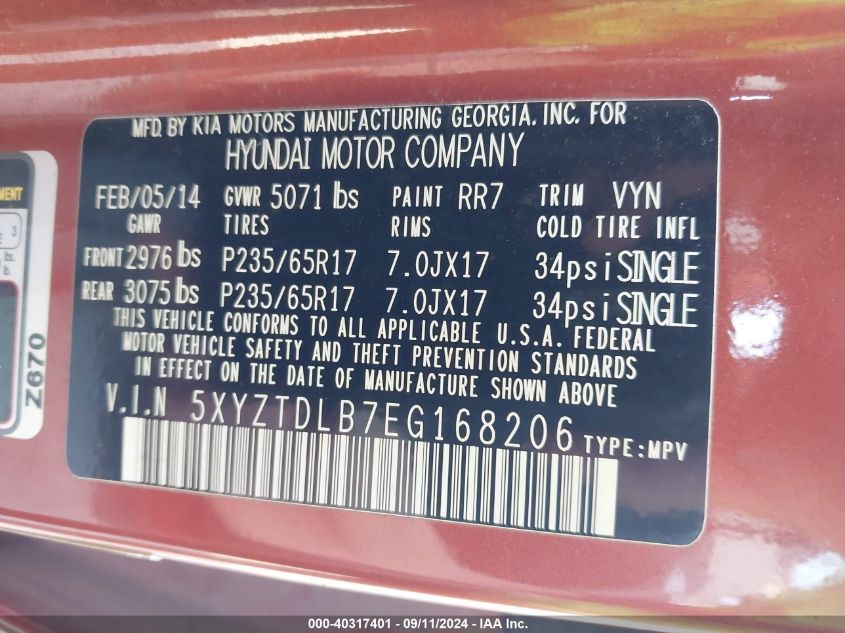 MFD. BY KIA MOTORS MANUFACTURING GEORGIA. INC. FOR
HYUNDAI MOTOR COMPANY
FEB/05/14 GVWR 5071 lbs PAINT RR7 TRIM VYN
GAWR TIRES RIMS COLD TIRE INFL
FRONT 2976 lbs P235/65R17 7.0JX17 34psi SINGLE
REAR 3075 lbs P235/65R17 7.0JX17 34psi SINGLE
THIS VEHICLE CONFORMS TO ALL APPLICABLE U.S.A. FEDERAL
MOTOR VEHICLE SAFETY AND THEFT PREVENTION STANDARDS
IN EFFECT ON THE DATE OF MANUFACTURE SHOWN ABOVE
V.I.N 5XYZTDLB7EG168206 TYPE:MPV
3
lbs.
Z670
000-40317401 - 09/11/2024 - IAA Inc.